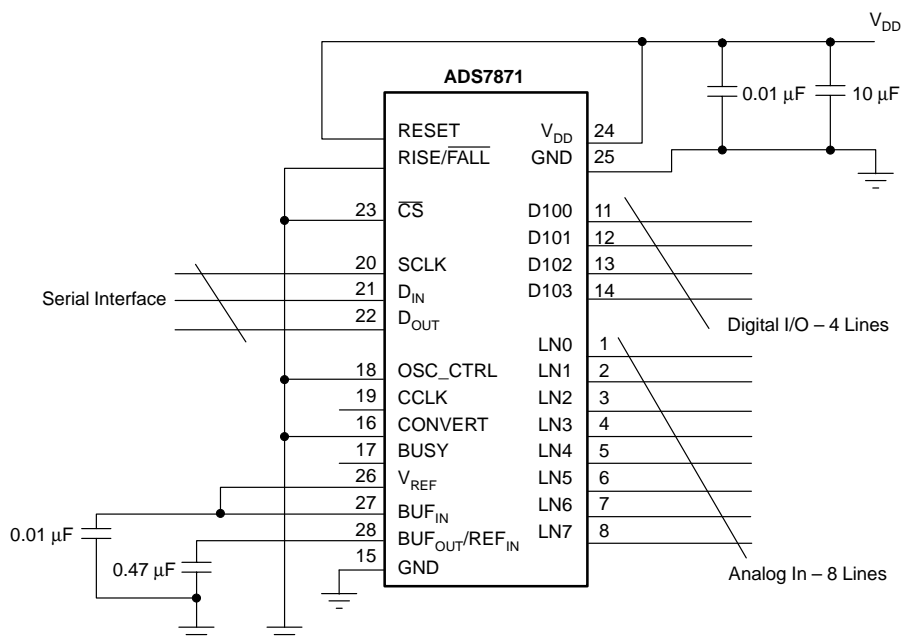 V_DD
ADS7871
0.01 μF
10 μF
RESET
V_DD 24
RISE/F̅A̅L̅L̅
GND 25
23 C̅S̅
D100 11
D101 12
20 SCLK
D102 13
Serial Interface
21 D_IN
D103 14
22 D_OUT
Digital I/O – 4 Lines
LN0 1
18 OSC_CTRL
LN1 2
19 CCLK
LN2 3
16 CONVERT
LN3 4
17 BUSY
LN4 5
26 V_REF
LN5 6
27 BUF_IN
LN6 7
0.01 μF
28 BUF_OUT/REF_IN
LN7 8
0.47 μF
15 GND
Analog In – 8 Lines